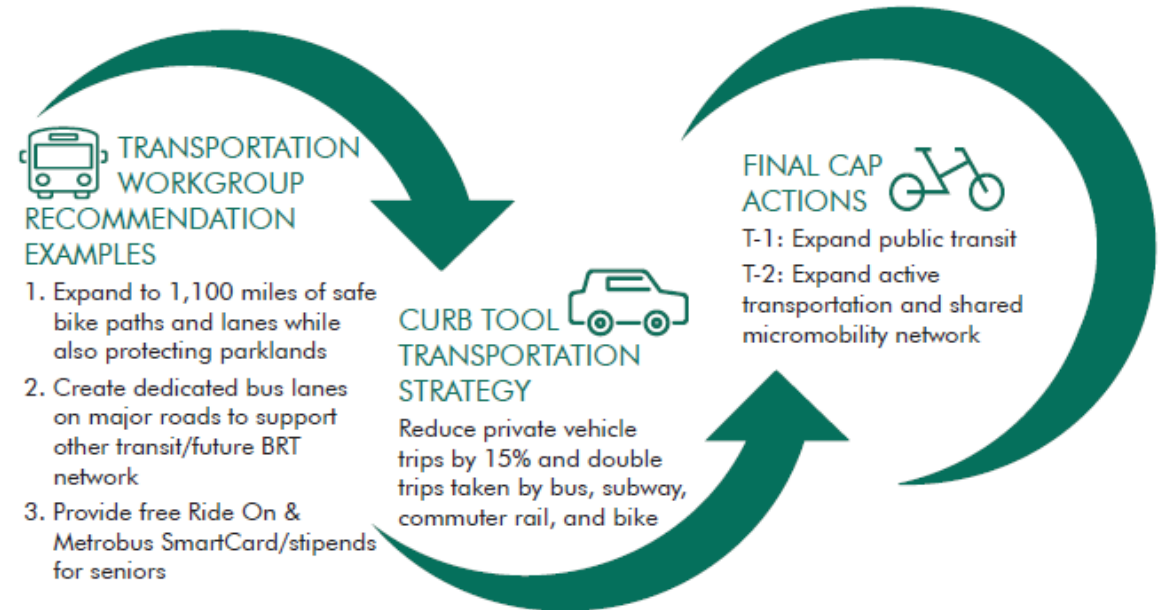 TRANSPORTATION
WORKGROUP
RECOMMENDATION
EXAMPLES
1. Expand to 1,100 miles of safe
bike paths and lanes while
also protecting parklands
2. Create dedicated bus lanes
on major roads to support
other transit/future BRT
network
3. Provide free Ride On &
Metrobus SmartCard/stipends
for seniors
CURB TOOL
TRANSPORTATION
STRATEGY
Reduce private vehicle
trips by 15% and double
trips taken by bus, subway,
commuter rail, and bike
FINAL CAP
ACTIONS
T-1: Expand public transit
T-2: Expand active
transportation and shared
micromobility network